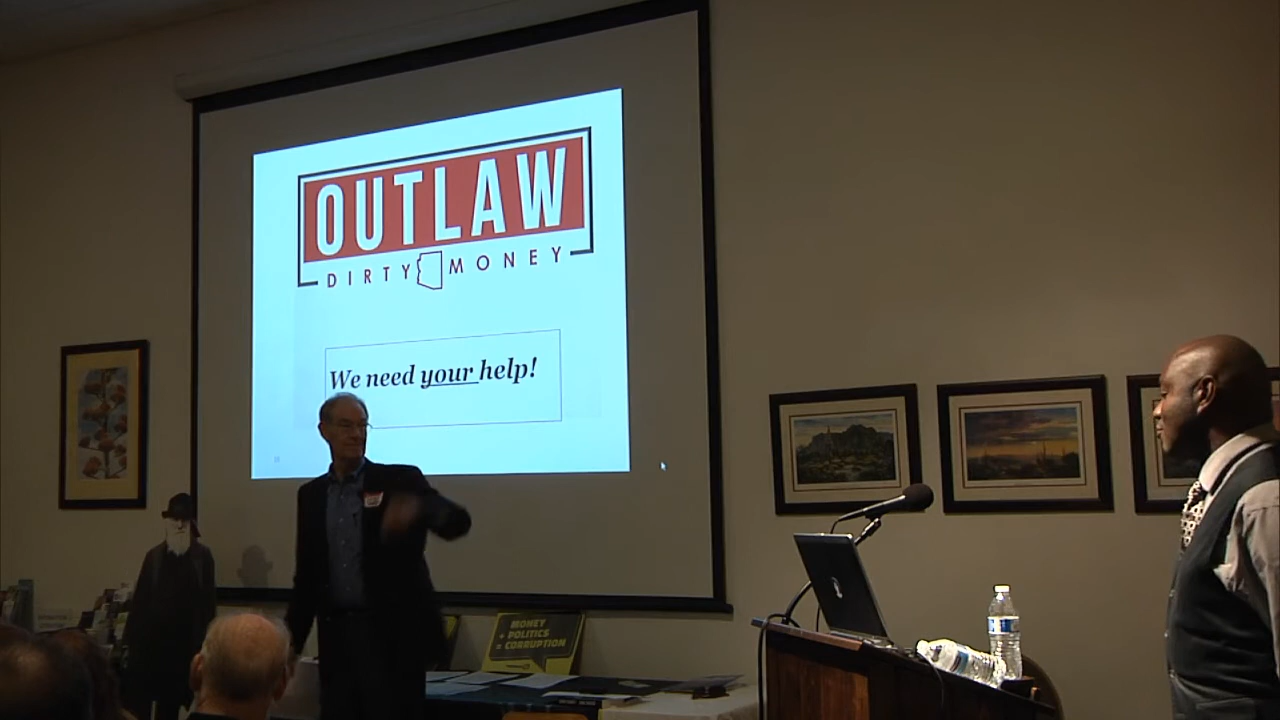 OUTLAW
DIRTY MONEY
We need your help!
MONEY
+ POLITICS
= CORRUPTION